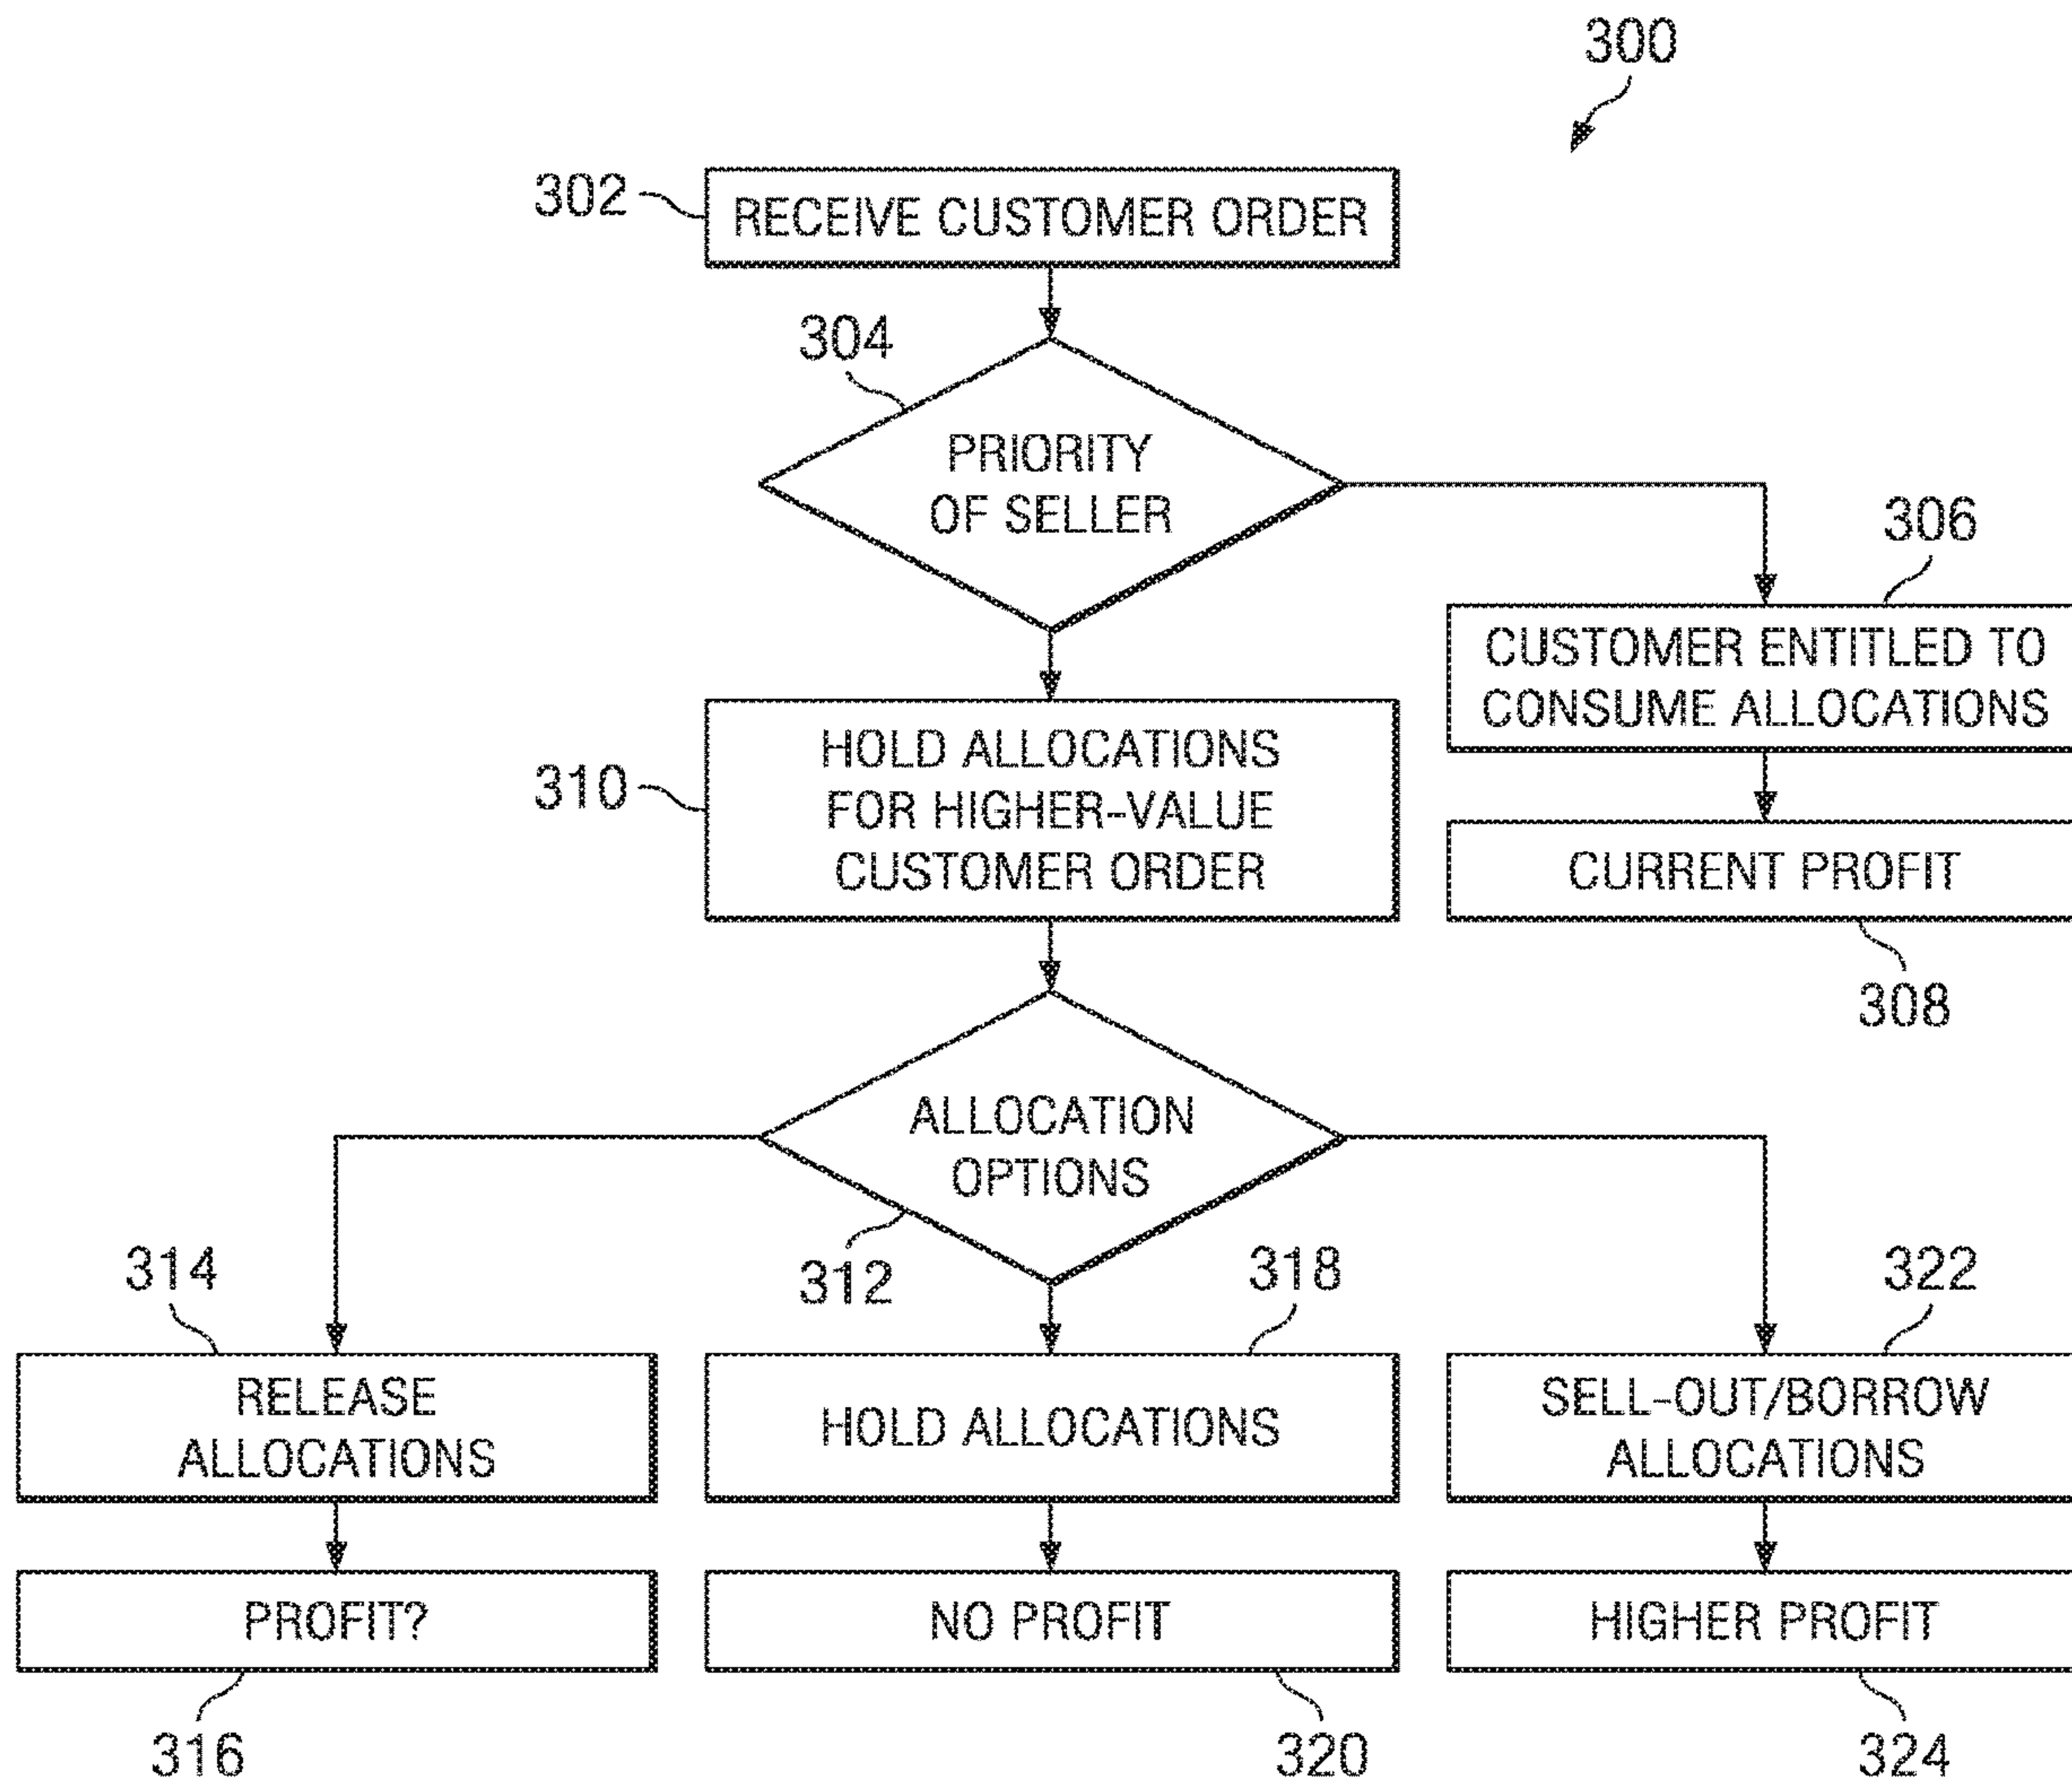 300
302
RECEIVE CUSTOMER ORDER
304
PRIORITY
OF SELLER
306
CUSTOMER ENTITLED TO
CONSUME ALLOCATIONS
310
HOLD ALLOCATIONS
FOR HIGHER-VALUE
CUSTOMER ORDER
CURRENT PROFIT
308
ALLOCATION
OPTIONS
312
314
318
322
RELEASE
ALLOCATIONS
HOLD ALLOCATIONS
SELL-OUT/BORROW
ALLOCATIONS
PROFIT?
NO PROFIT
HIGHER PROFIT
316
320
324